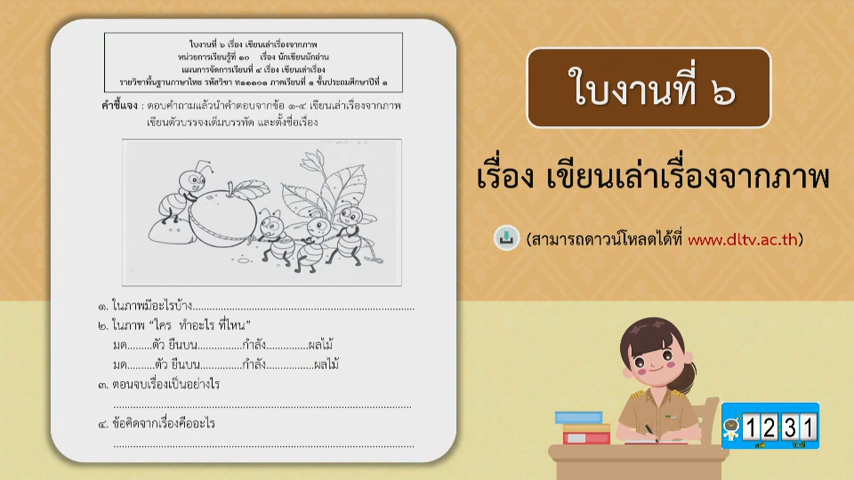 ใบงานที่ ๖ เรื่อง เขียนเล่าเรื่องจากภาพ
หน่วยการเรียนรู้ที่ ๑๐ เรื่อง นักเขียนนักอ่าน
แผนการจัดการเรียนที่ ๔ เรื่อง เขียนเล่าเรื่อง
รายวิชาพื้นฐานภาษาไทย รหัสวิชา ท๑๑๑๐๑ ภาคเรียนที่ ๑ ชั้นประถมศึกษาปีที่ ๑
คำชี้แจง : ตอบคำถามแล้วนำคำตอบจากข้อ ๑-๔ เขียนเล่าเรื่องจากภาพ
เขียนตัวบรรจงเต็มบรรทัด และตั้งชื่อเรื่อง
๑. ในภาพมีอะไรบ้าง........................................................................
๒. ในภาพ “ใคร ทำอะไร ที่ไหน”
มด.........ตัว ยืนบน...............กำลัง..............ผลไม้
มด.........ตัว ยืนบน..............กำลัง................ผลไม้
๓. ตอนจบเรื่องเป็นอย่างไร
................................................................................................
๔. ข้อคิดจากเรื่องคืออะไร
................................................................................................
ใบงานที่ ๖
เรื่อง เขียนเล่าเรื่องจากภาพ
(สามารถดาวน์โหลดได้ที่ www.dltv.ac.th)
1231